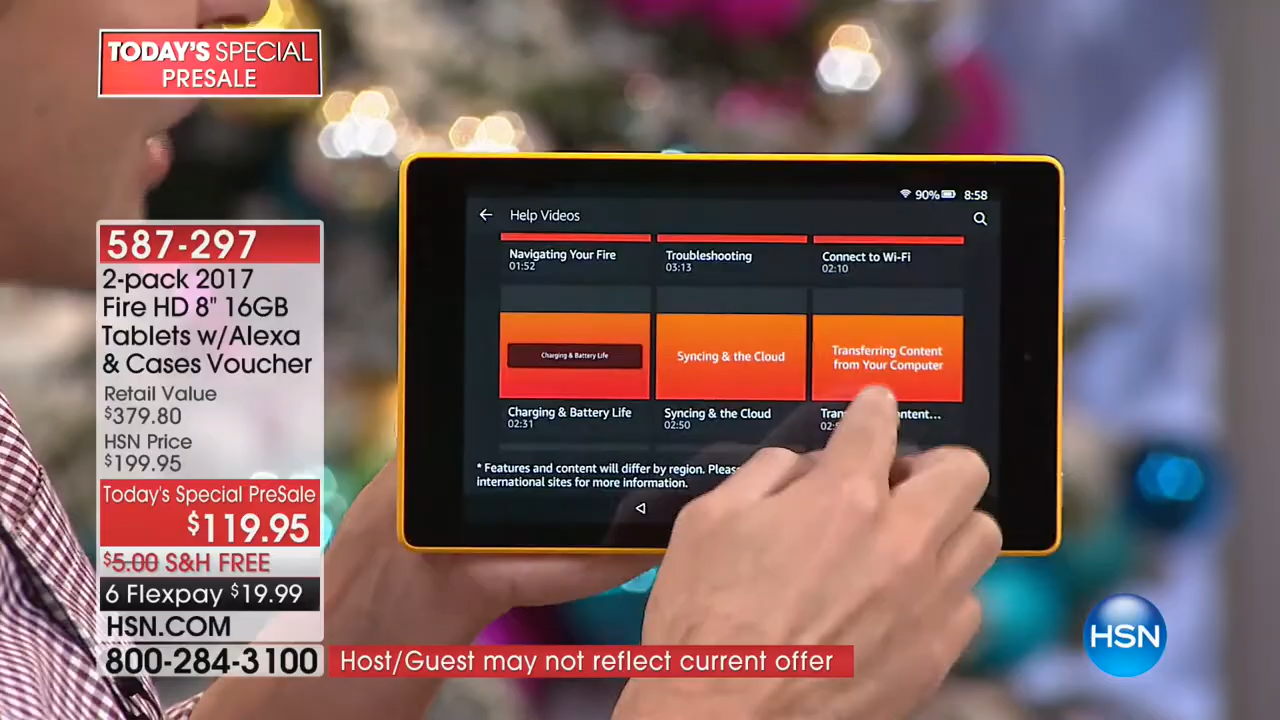 TODAY'S SPECIAL
PRESALE
587-297
2-pack 2017
Fire HD 8" 16GB
Tablets w/Alexa
& Cases Voucher
Retail Value
$379.80
HSN Price
$199.95
Today's Special PreSale
$119.95
$5.00 S&H FREE
6 Flexpay $19.99
HSN.COM
800-284-3100
Host/Guest may not reflect current offer
90% 8:58
Help Videos
Navigating Your Fire
01:52
Troubleshooting
03:13
Connect to Wi-Fi
02:10
Charging & Battery Life
Syncing & the Cloud
Transferring Content
from Your Computer
Charging & Battery Life
02:31
Syncing & the Cloud
02:50
* Features and content will differ by region.
international sites for more information.
HSN